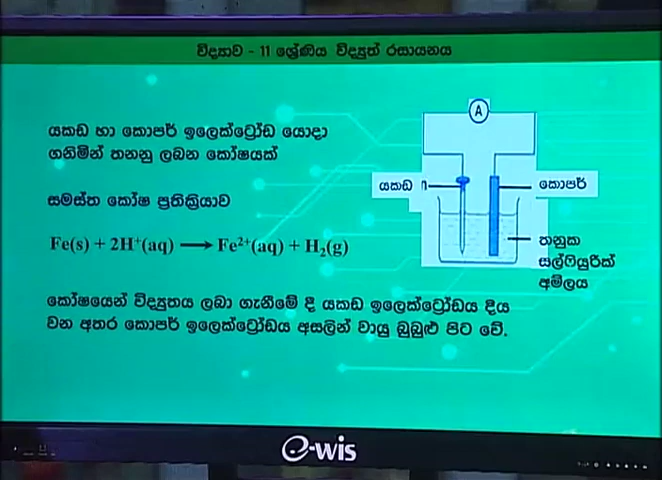 විද්‍යාව - 11 ශ්‍රේණිය විද්‍යුත් රසායනය
යකඩ හා කොපර් ඉලෙක්ට්‍රෝඩ යොදා
ගනිමින් තනනු ලබන කෝෂයක්
සමස්ත කෝෂ ප්‍රතික්‍රියාව
Fe(s) + 2H⁺(aq) ⟶ Fe²⁺(aq) + H₂(g)
කෝෂයෙන් විද්‍යුතය ලබා ගැනීමේ දී යකඩ ඉලෙක්ට්‍රෝඩය දිය
වන අතර කොපර් ඉලෙක්ට්‍රෝඩය අසලින් වායු බුබුළු පිට වේ.
A
යකඩ
කොපර්
තනුක
සල්ෆියුරික්
අම්ලය
e-wis